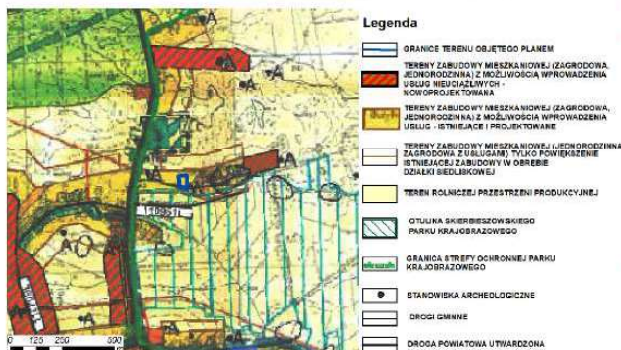 Legenda
GRANICE TERENU OBJĘTEGO PLANEM
TERENY ZABUDOWY MIESZKANIOWEJ (ZAGRODOWA,
JEDNORODZINNA) Z MOŻLIWOŚCIĄ WPROWADZENIA
USŁUG NIEUCIĄŻLIWYCH -
NOWOPROJEKTOWANA
TERENY ZABUDOWY MIESZKANIOWEJ (ZAGRODOWA,
JEDNORODZINNA) Z MOŻLIWOŚCIĄ WPROWADZENIA
USŁUG - ISTNIEJĄCE I PROJEKTOWANE
TERENY ZABUDOWY MIESZKANIOWEJ (JEDNORODZINNA
ZAGRODOWA Z USŁUGAMI) TYLKO POWIĘKSZENIE
ISTNIEJĄCEJ ZABUDOWY W OBRĘBIE
DZIAŁKI SIEDLISKOWEJ
TEREN ROLNICZEJ PRZESTRZENI PRODUKCYJNEJ
OTULINA SKIERBIESZOWSKIEGO
PARKU KRAJOBRAZOWEGO
GRANICA STREFY OCHRONNEJ PARKU
KRAJOBRAZOWEGO
STANOWISKA ARCHEOLOGICZNE
DROGI GMINNE
DROGA POWIATOWA UTWARDZONA
0 125 250 500